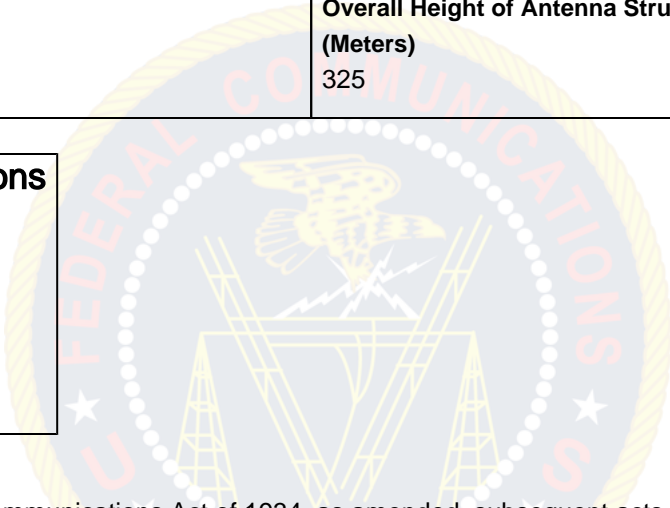 Overall Height of Antenna Stru
(Meters)
325
ons
FEDERAL COMMUNICATIONS
U S
mmunications Act of 1934, as amended, subsequent acts